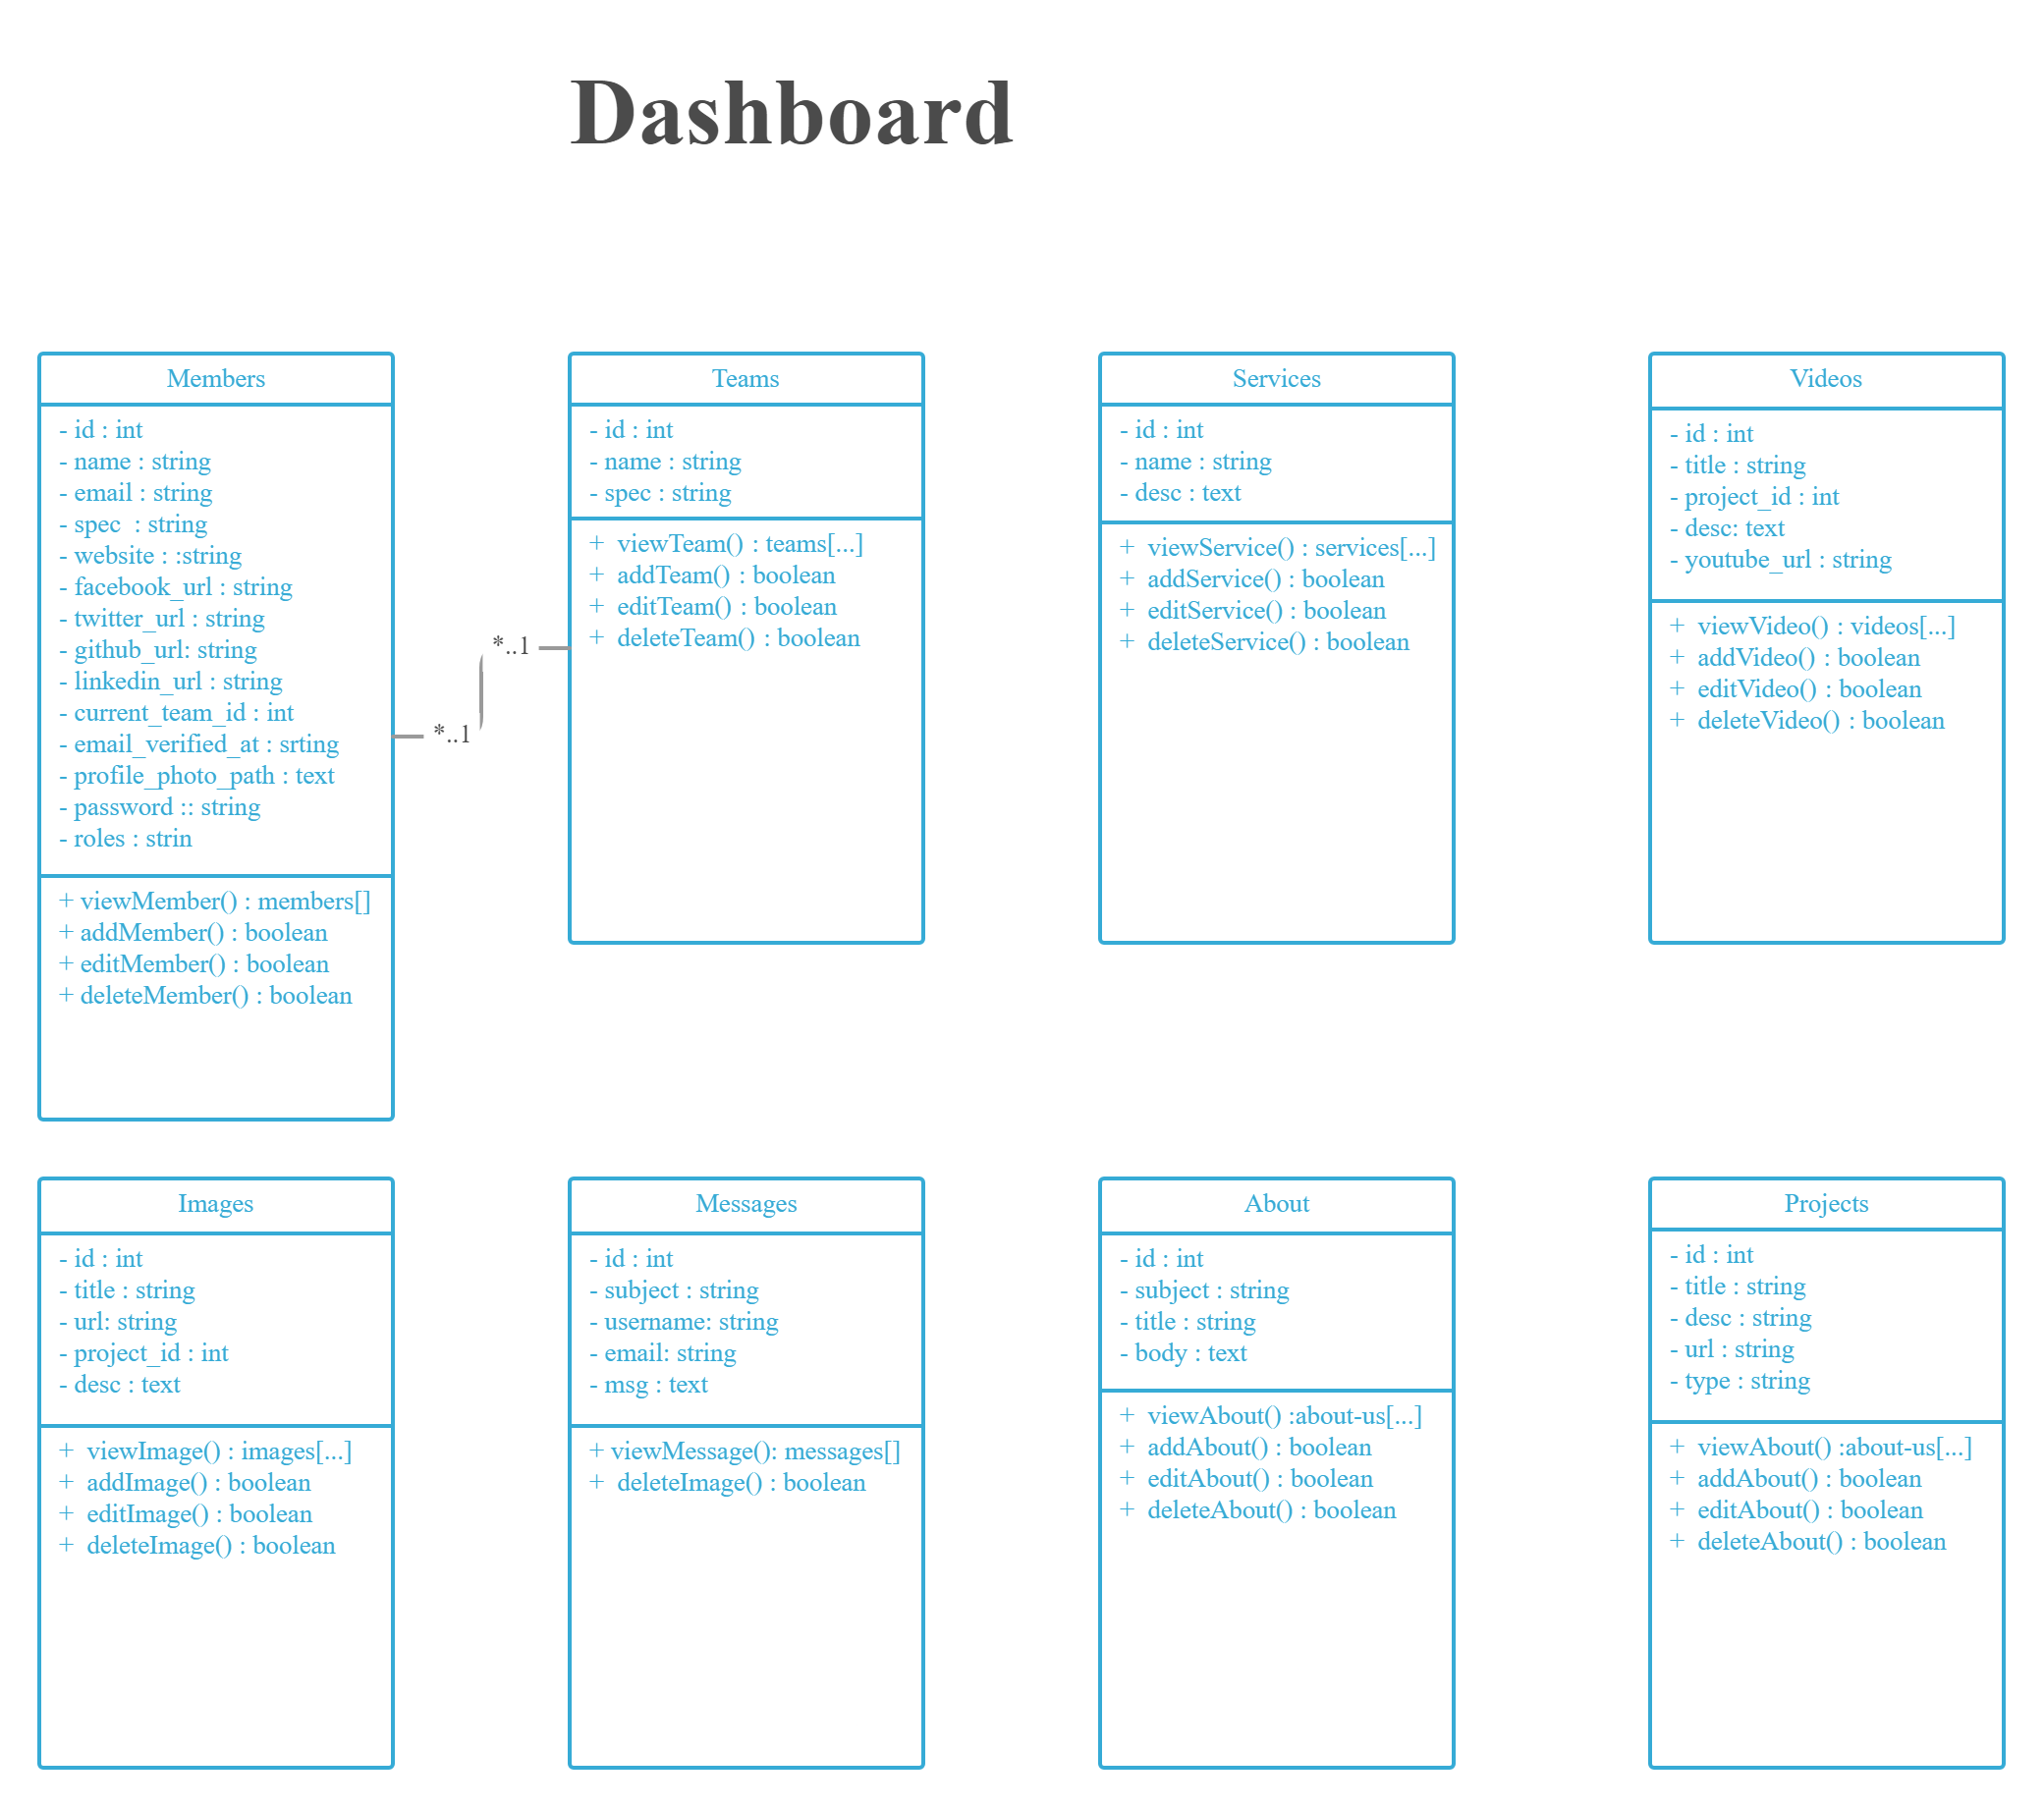 Dashboard
Members
- id : int
- name : string
- email : string
- spec  : string
- website : :string
- facebook_url : string
- twitter_url : string
- github_url: string
- linkedin_url : string
- current_team_id : int
- email_verified_at : srting
- profile_photo_path : text
- password :: string
- roles : strin
+ viewMember() : members[]
+ addMember() : boolean
+ editMember() : boolean
+ deleteMember() : boolean
*..1
*..1
Teams
- id : int
- name : string
- spec : string
+  viewTeam() : teams[...]
+  addTeam() : boolean
+  editTeam() : boolean
+  deleteTeam() : boolean
Services
- id : int
- name : string
- desc : text
+  viewService() : services[...]
+  addService() : boolean
+  editService() : boolean
+  deleteService() : boolean
Videos
- id : int
- title : string
- project_id : int
- desc: text
- youtube_url : string
+  viewVideo() : videos[...]
+  addVideo() : boolean
+  editVideo() : boolean
+  deleteVideo() : boolean
Images
- id : int
- title : string
- url: string
- project_id : int
- desc : text
+  viewImage() : images[...]
+  addImage() : boolean
+  editImage() : boolean
+  deleteImage() : boolean
Messages
- id : int
- subject : string
- username: string
- email: string
- msg : text
+ viewMessage(): messages[]
+  deleteImage() : boolean
About
- id : int
- subject : string
- title : string
- body : text
+  viewAbout() :about-us[...]
+  addAbout() : boolean
+  editAbout() : boolean
+  deleteAbout() : boolean
Projects
- id : int
- title : string
- desc : string
- url : string
- type : string
+  viewAbout() :about-us[...]
+  addAbout() : boolean
+  editAbout() : boolean
+  deleteAbout() : boolean